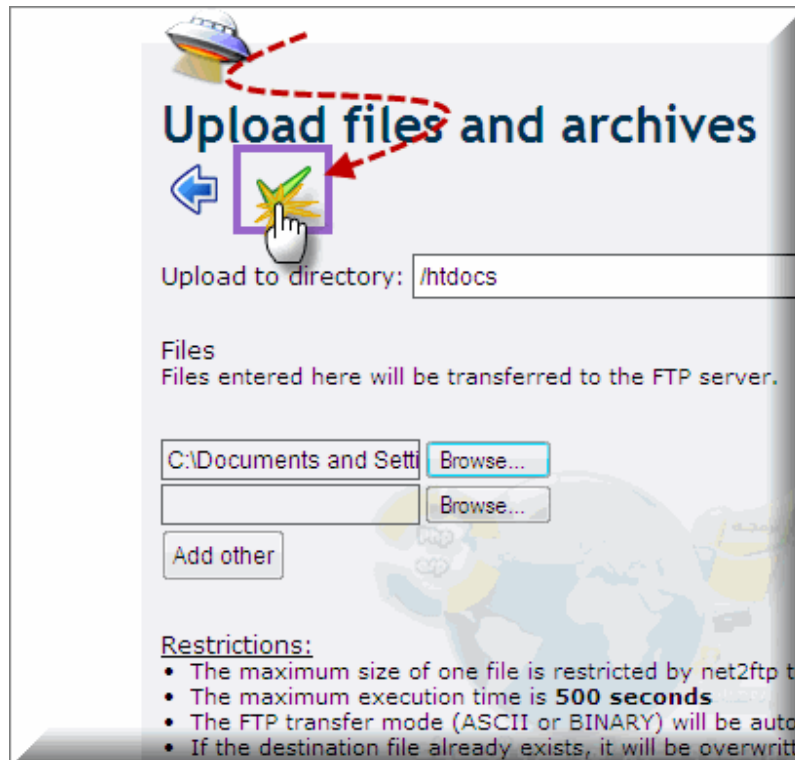 Upload files and archives
Upload to directory: /htdocs
Files
Files entered here will be transferred to the FTP server.
C:\Documents and Setti Browse...
Browse...
Add other
Restrictions:
• The maximum size of one file is restricted by net2ftp t
• The maximum execution time is 500 seconds
• The FTP transfer mode (ASCII or BINARY) will be auto
• If the destination file already exists, it will be overwritt